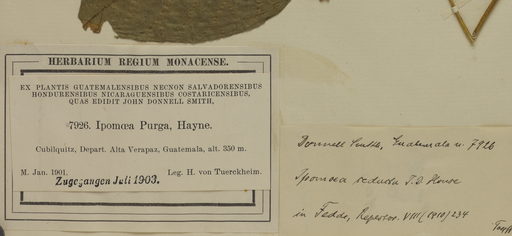 HERBARIUM REGIUM MONACENSE.
EX PLANTIS GUATEMALENSIBUS NECNON SALVADORENSIBUS
HONDURENSIBUS NICARAGUENSIBUS COSTARICENSIBUS,
QUAS EDIDIT JOHN DONNELL SMITH,
7926. Ipomœa Purga, Hayne.
Cubilquitz, Depart. Alta Verapaz, Guatemala, alt. 350 m.
M. Jan. 1901. Leg. H. von Tuerckheim.
Zugegangen Juli 1903.
Donnell Smith, Guatemala n. 7926
Ipomoea seducta H. D. House
in Fedde, Repertor. VIII (1910) 234